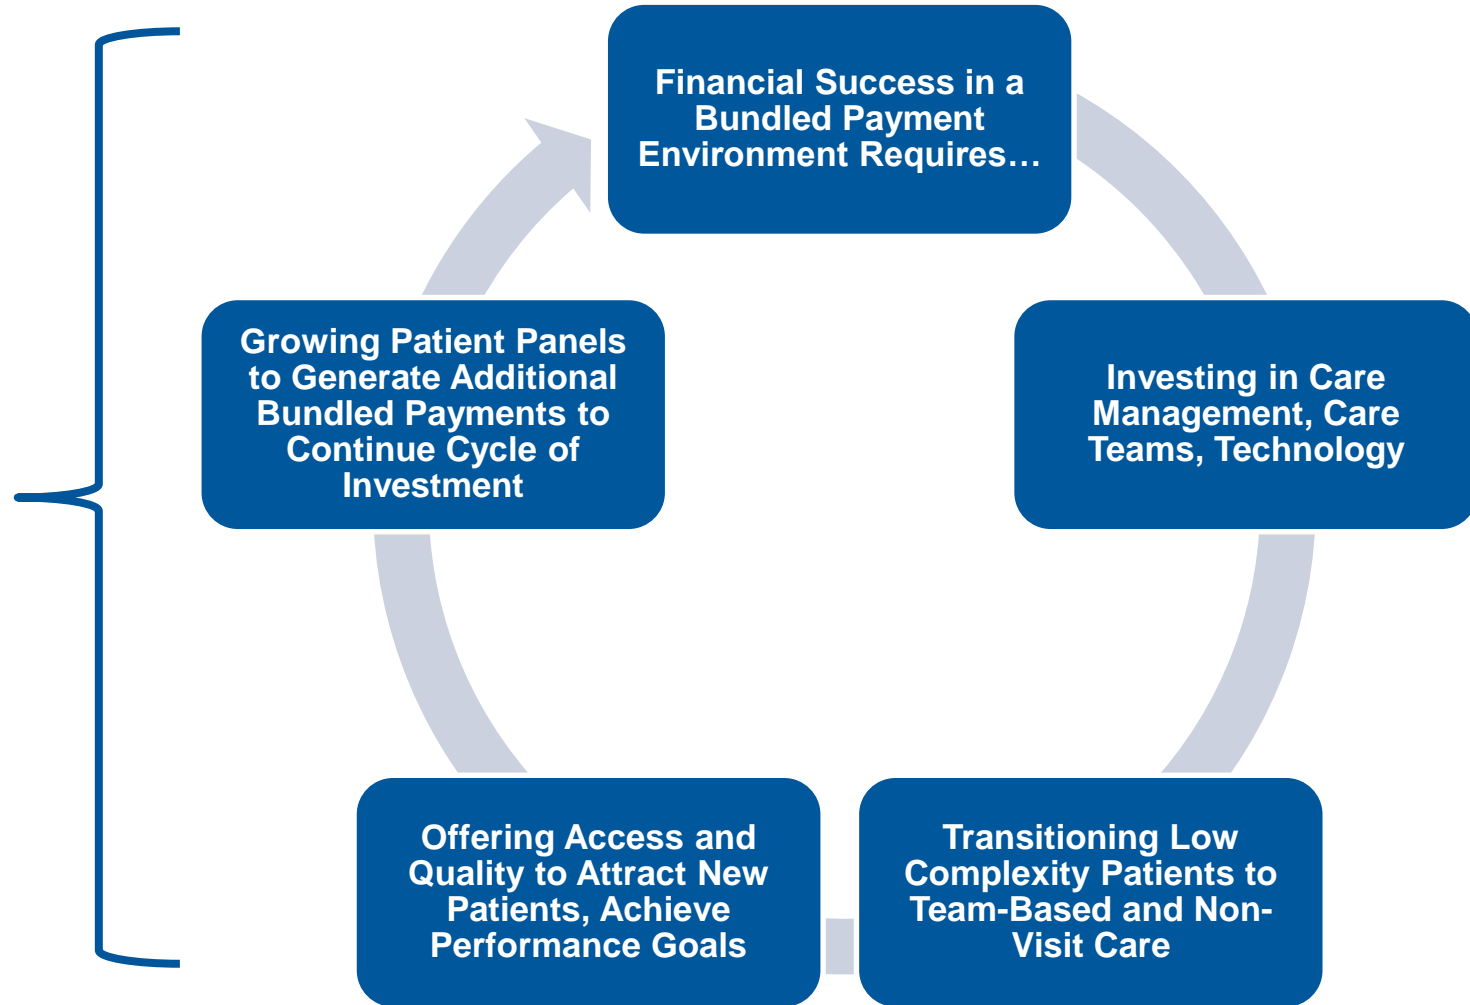 Financial Success in a
Bundled Payment
Environment Requires…
Investing in Care
Management, Care
Teams, Technology
Transitioning Low
Complexity Patients to
Team-Based and Non-
Visit Care
Offering Access and
Quality to Attract New
Patients, Achieve
Performance Goals
Growing Patient Panels
to Generate Additional
Bundled Payments to
Continue Cycle of
Investment